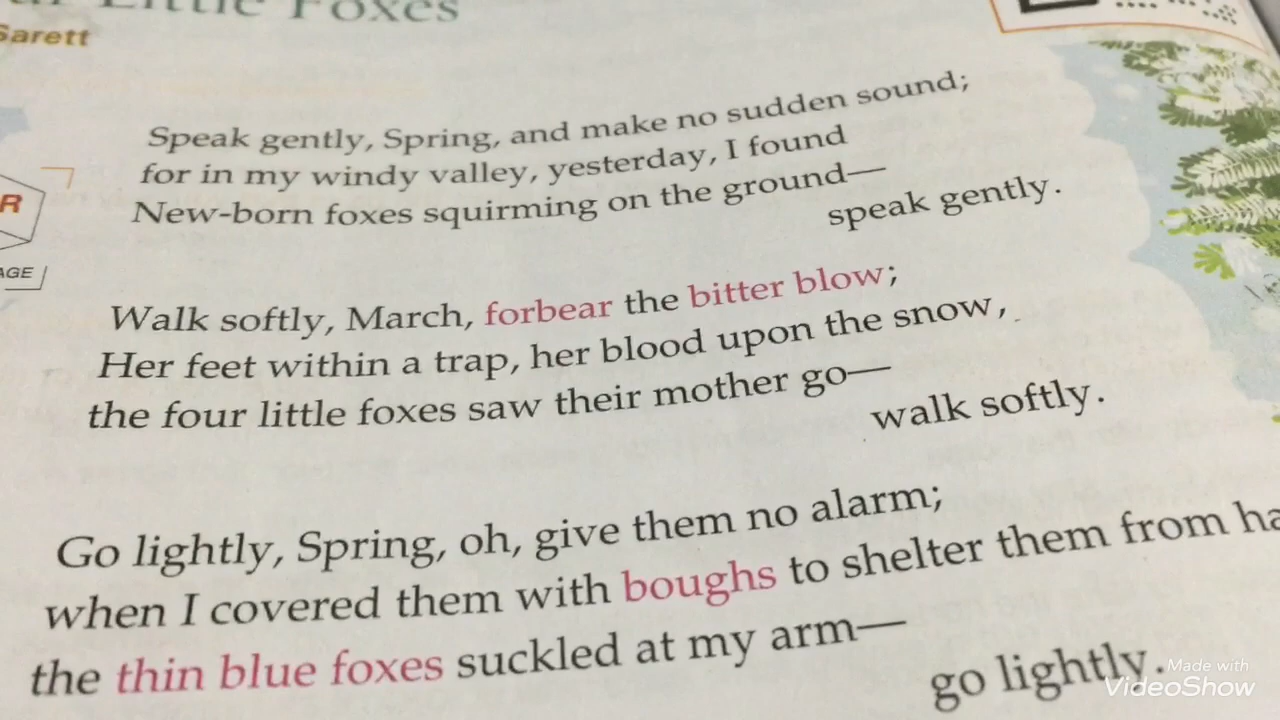 Little Foxes
Sarett
Speak gently, Spring, and make no sudden sound;
for in my windy valley, yesterday, I found
New-born foxes squirming on the ground—
speak gently.
R
AGE
Walk softly, March, forbear the bitter blow;
Her feet within a trap, her blood upon the snow,
the four little foxes saw their mother go—
walk softly.
Go lightly, Spring, oh, give them no alarm;
when I covered them with boughs to shelter them from
the thin blue foxes suckled at my arm—
go lightly.
Made with
VideoShow